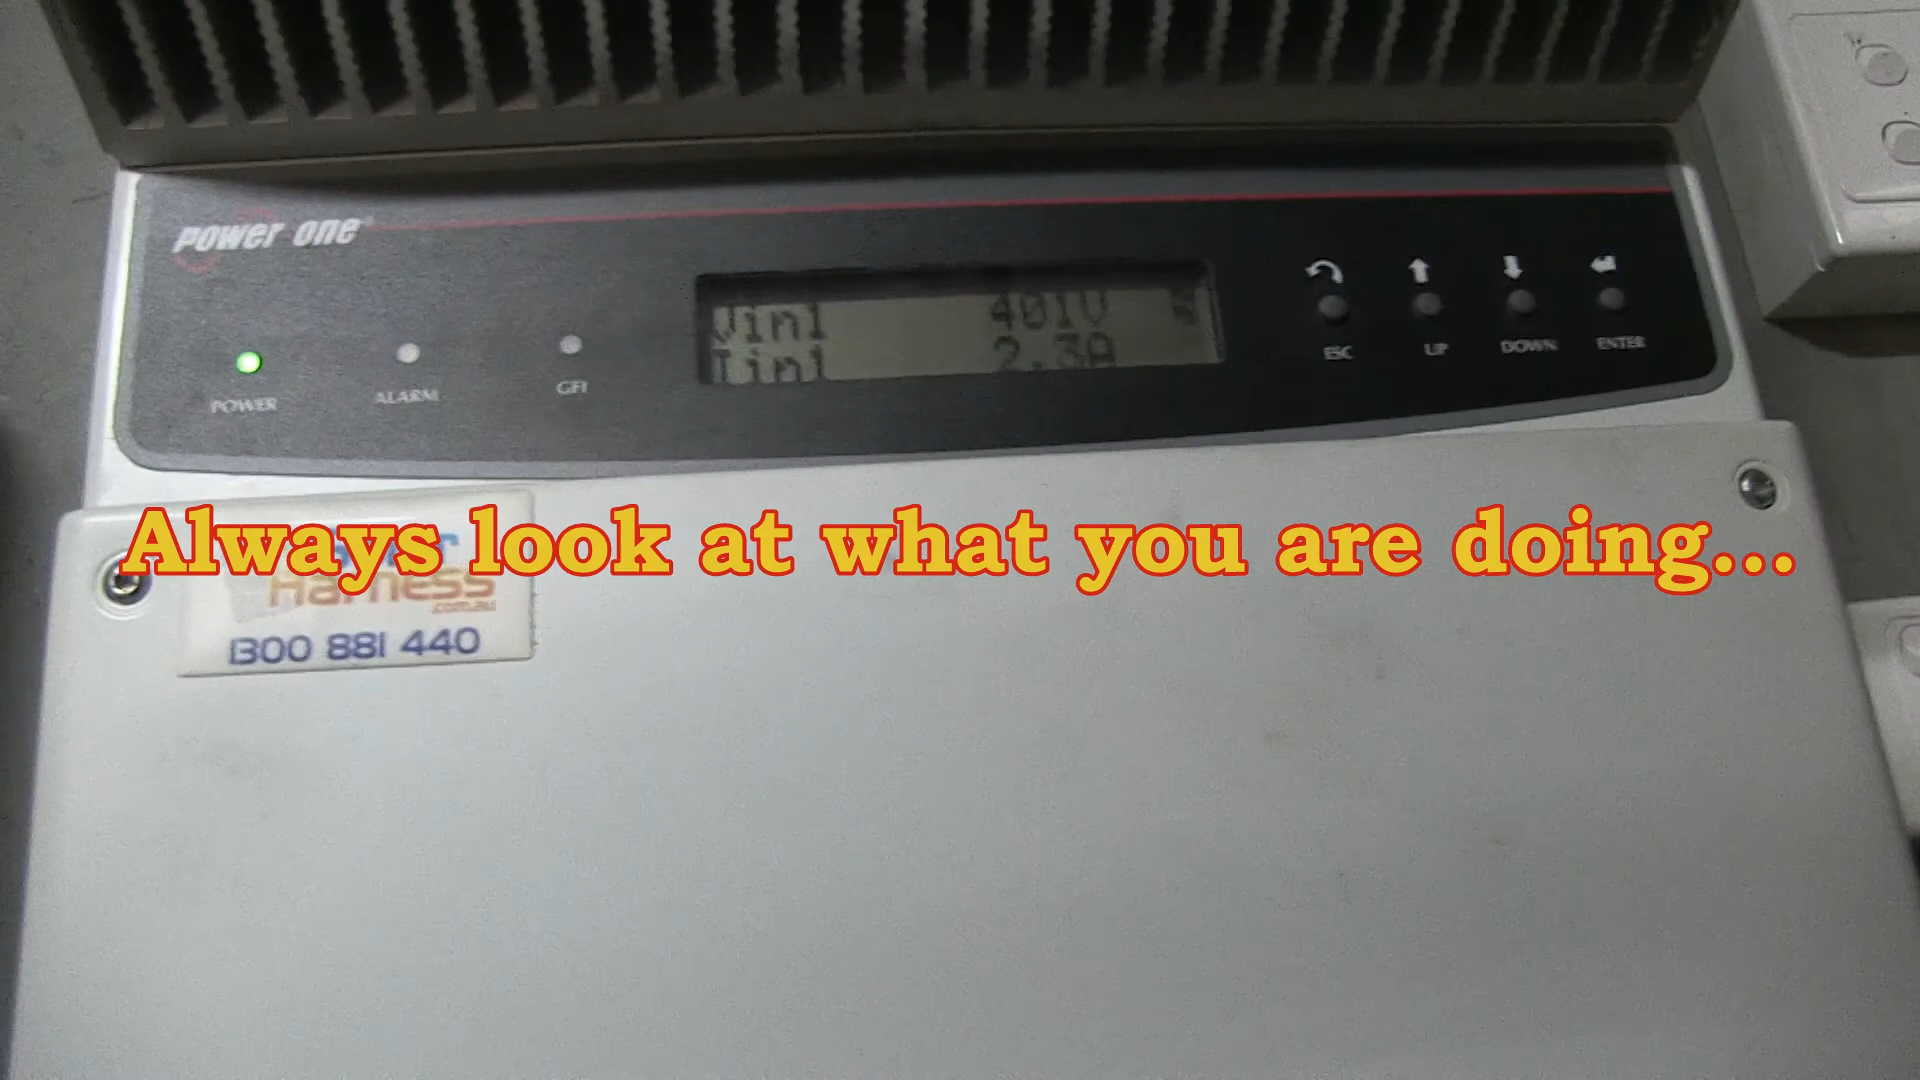 power one
Vin1 401V
Iin1 2.3A
POWER
ALARM
GFI
ESC
UP
DOWN
ENTER
Always look at what you are doing...
Harness
.com.au
1300 881 440